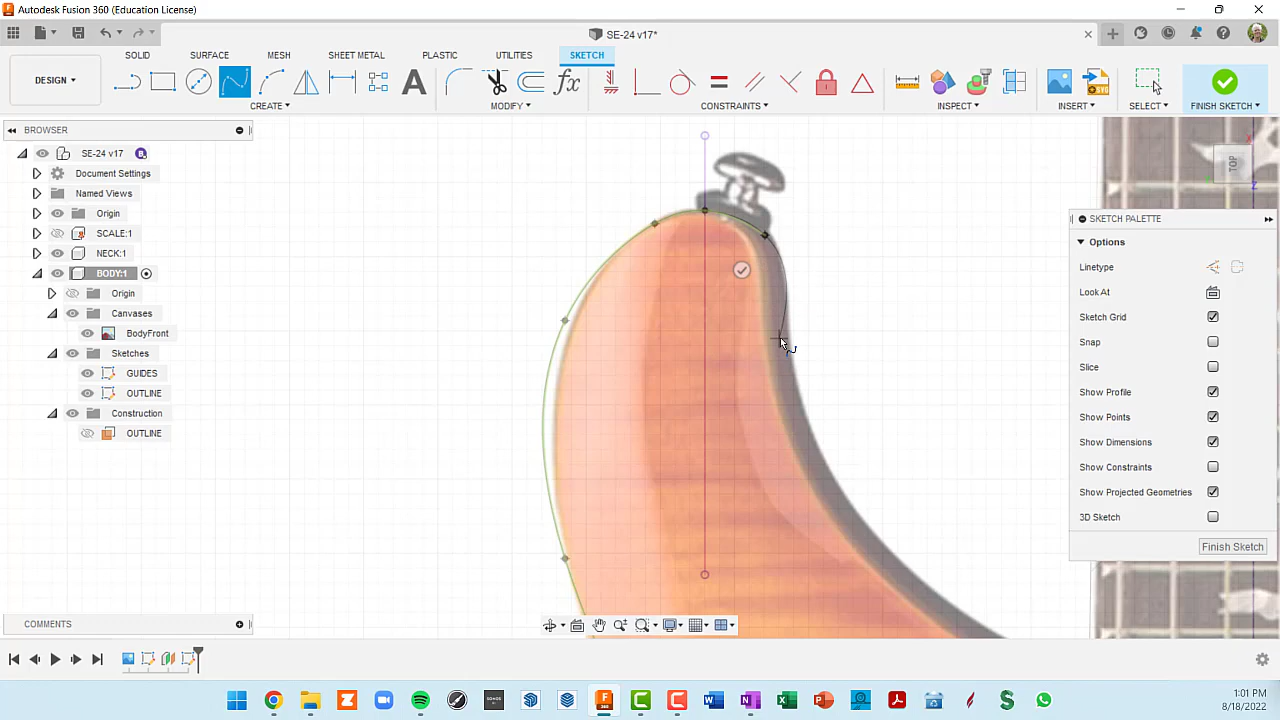 Autodesk Fusion 360 (Education License)
SE-24 v17*
DESIGN
SOLID SURFACE MESH SHEET METAL PLASTIC UTILITIES SKETCH
CREATE MODIFY CONSTRAINTS INSPECT INSERT SELECT FINISH SKETCH
BROWSER
SE-24 v17
Document Settings
Named Views
Origin
SCALE:1
NECK:1
BODY:1
Origin
Canvases
BodyFront
Sketches
GUIDES
OUTLINE
Construction
OUTLINE
TOP
X
Z
SKETCH PALETTE
Options
Linetype
Look At
Sketch Grid
Snap
Slice
Show Profile
Show Points
Show Dimensions
Show Constraints
Show Projected Geometries
3D Sketch
Finish Sketch
COMMENTS
1:01 PM
8/18/2022